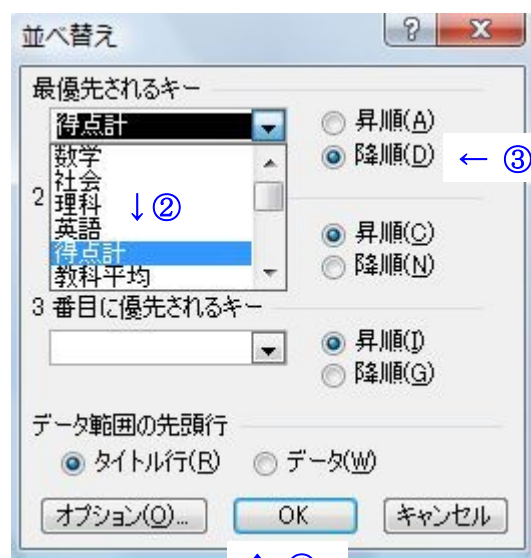 並べ替え
最優先されるキー
得点計
昇順(A)
降順(D) ← ③
数学
社会
2 理科
↓②
英語
得点計
教科平均
昇順(C)
降順(N)
3 番目に優先されるキー
昇順(I)
降順(G)
データ範囲の先頭行
タイトル行(R) データ(W)
オプション(O)... OK キャンセル